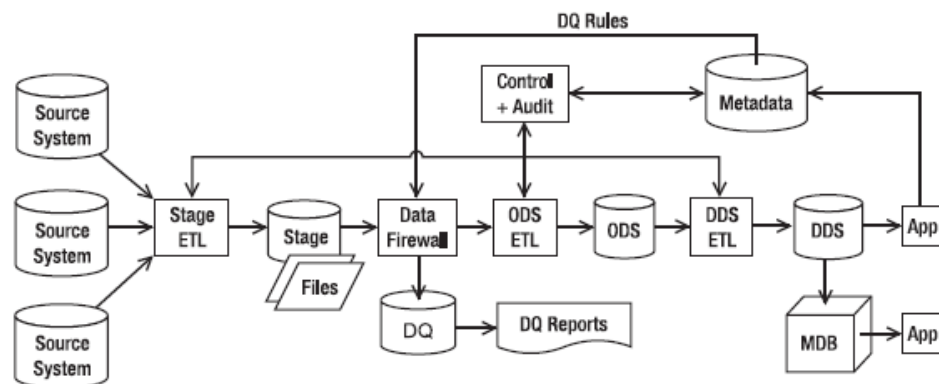 DQ Rules
Control
+ Audit
Metadata
Source
System
Source
System
Stage
ETL
Stage
Files
Data
Firewall
ODS
ETL
ODS
DDS
ETL
DDS
App
Source
System
DQ
DQ Reports
MDB
App